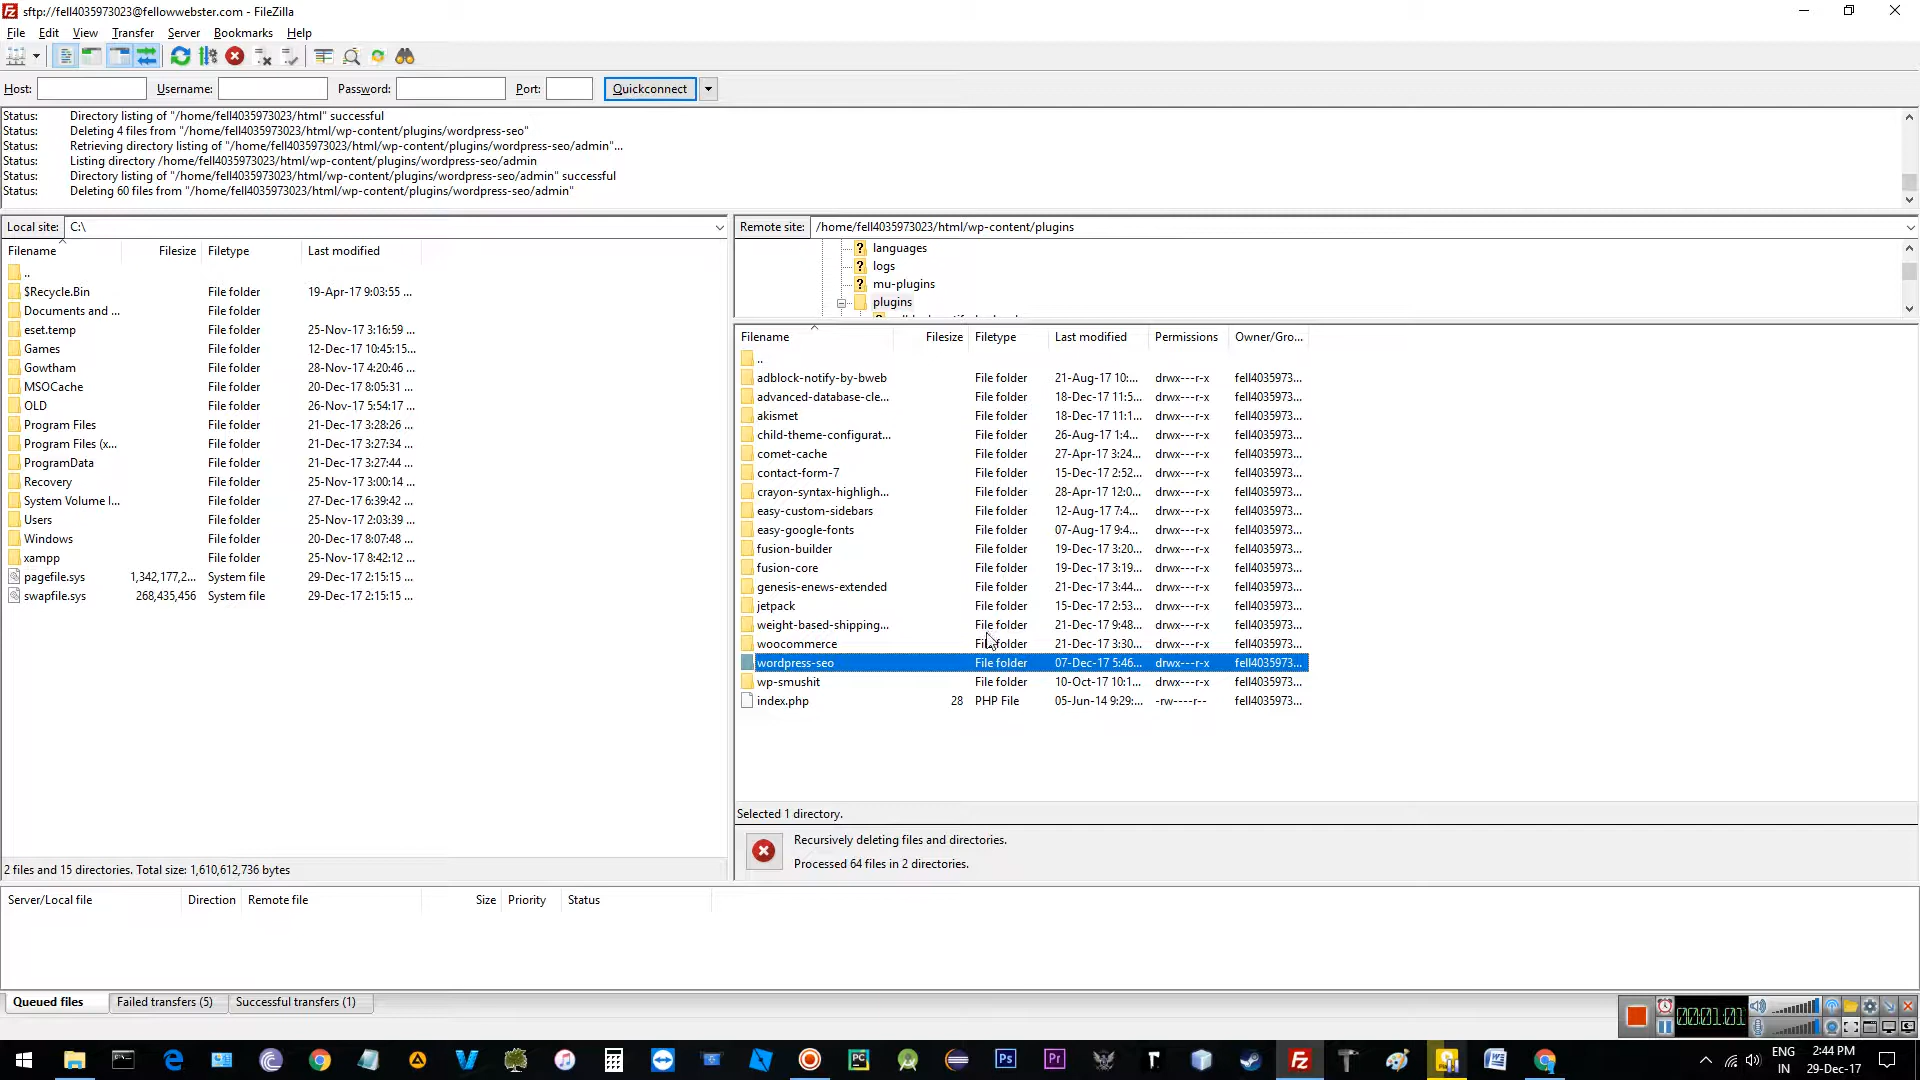 sftp://fell4035973023@fellowwebster.com - FileZilla
File Edit View Transfer Server Bookmarks Help
Host: Username: Password: Port: Quickconnect
Status: Directory listing of "/home/fell4035973023/html" successful
Status: Deleting 4 files from "/home/fell4035973023/html/wp-content/plugins/wordpress-seo"
Status: Retrieving directory listing of "/home/fell4035973023/html/wp-content/plugins/wordpress-seo/admin"...
Status: Listing directory /home/fell4035973023/html/wp-content/plugins/wordpress-seo/admin
Status: Directory listing of "/home/fell4035973023/html/wp-content/plugins/wordpress-seo/admin" successful
Status: Deleting 60 files from "/home/fell4035973023/html/wp-content/plugins/wordpress-seo/admin"
Local site: C:\
Filename Filesize Filetype Last modified
..
$Recycle.Bin File folder 19-Apr-17 9:03:55 ...
Documents and ... File folder
eset.temp File folder 25-Nov-17 3:16:59 ...
Games File folder 12-Dec-17 10:45:15...
Gowtham File folder 28-Nov-17 4:20:46 ...
MSOCache File folder 20-Dec-17 8:05:31 ...
OLD File folder 26-Nov-17 5:54:17 ...
Program Files File folder 21-Dec-17 3:28:26 ...
Program Files (x... File folder 21-Dec-17 3:27:34 ...
ProgramData File folder 21-Dec-17 3:27:44 ...
Recovery File folder 25-Nov-17 3:00:14 ...
System Volume I... File folder 27-Dec-17 6:39:42 ...
Users File folder 25-Nov-17 2:03:39 ...
Windows File folder 20-Dec-17 8:07:48 ...
xampp File folder 25-Nov-17 8:42:12 ...
pagefile.sys 1,342,177,2... System file 29-Dec-17 2:15:15 ...
swapfile.sys 268,435,456 System file 29-Dec-17 2:15:15 ...
2 files and 15 directories. Total size: 1,610,612,736 bytes
Remote site: /home/fell4035973023/html/wp-content/plugins
languages
logs
mu-plugins
plugins
Filename Filesize Filetype Last modified Permissions Owner/Gro...
..
adblock-notify-by-bweb File folder 21-Aug-17 10:... drwx---r-x fell4035973...
advanced-database-cle... File folder 18-Dec-17 11:5... drwx---r-x fell4035973...
akismet File folder 18-Dec-17 11:1... drwx---r-x fell4035973...
child-theme-configurat... File folder 26-Aug-17 1:4... drwx---r-x fell4035973...
comet-cache File folder 27-Apr-17 3:24... drwx---r-x fell4035973...
contact-form-7 File folder 15-Dec-17 2:52... drwx---r-x fell4035973...
crayon-syntax-highligh... File folder 28-Apr-17 12:0... drwx---r-x fell4035973...
easy-custom-sidebars File folder 12-Aug-17 7:4... drwx---r-x fell4035973...
easy-google-fonts File folder 07-Aug-17 9:4... drwx---r-x fell4035973...
fusion-builder File folder 19-Dec-17 3:20... drwx---r-x fell4035973...
fusion-core File folder 19-Dec-17 3:19... drwx---r-x fell4035973...
genesis-enews-extended File folder 21-Dec-17 3:44... drwx---r-x fell4035973...
jetpack File folder 15-Dec-17 2:53... drwx---r-x fell4035973...
weight-based-shipping... File folder 21-Dec-17 9:48... drwx---r-x fell4035973...
woocommerce File folder 21-Dec-17 3:30... drwx---r-x fell4035973...
wordpress-seo File folder 07-Dec-17 5:46... drwx---r-x fell4035973...
wp-smushit File folder 10-Oct-17 10:1... drwx---r-x fell4035973...
index.php 28 PHP File 05-Jun-14 9:29:... -rw----r-- fell4035973...
Selected 1 directory.
Recursively deleting files and directories.
Processed 64 files in 2 directories.
Server/Local file Direction Remote file Size Priority Status
Queued files Failed transfers (5) Successful transfers (1)
00:01:01
ENG 2:44 PM
IN 29-Dec-17